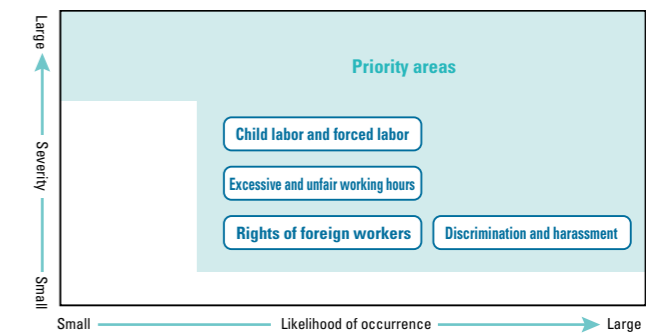 Large
Severity
Small
Priority areas
Child labor and forced labor
Excessive and unfair working hours
Rights of foreign workers
Discrimination and harassment
Small
Likelihood of occurrence
Large